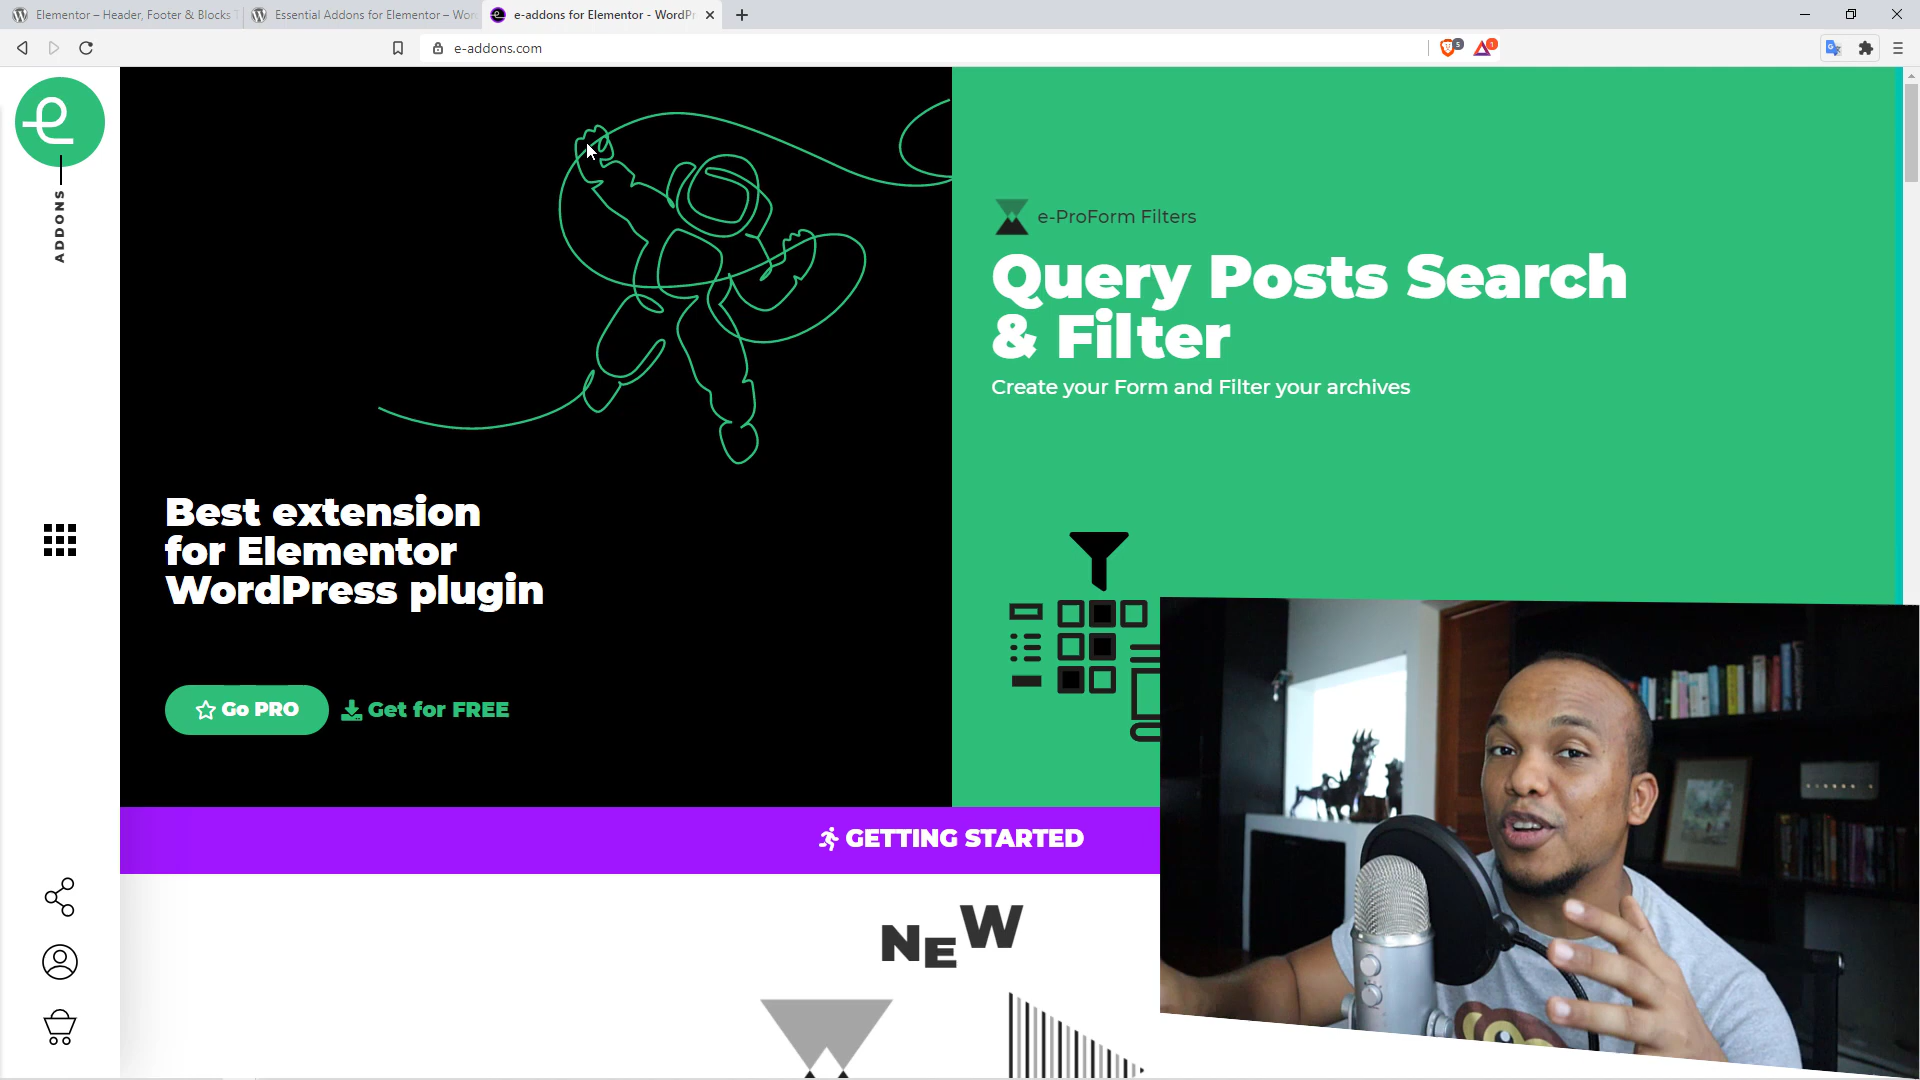 Elementor – Header, Footer & Blocks
Essential Addons for Elementor – Wor
e-addons for Elementor - WordPr
e-addons.com
5
1
e
ADDONS
e-ProForm Filters
Query Posts Search
& Filter
Create your Form and Filter your archives
Best extension
for Elementor
WordPress plugin
Go PRO
Get for FREE
GETTING STARTED
NEW